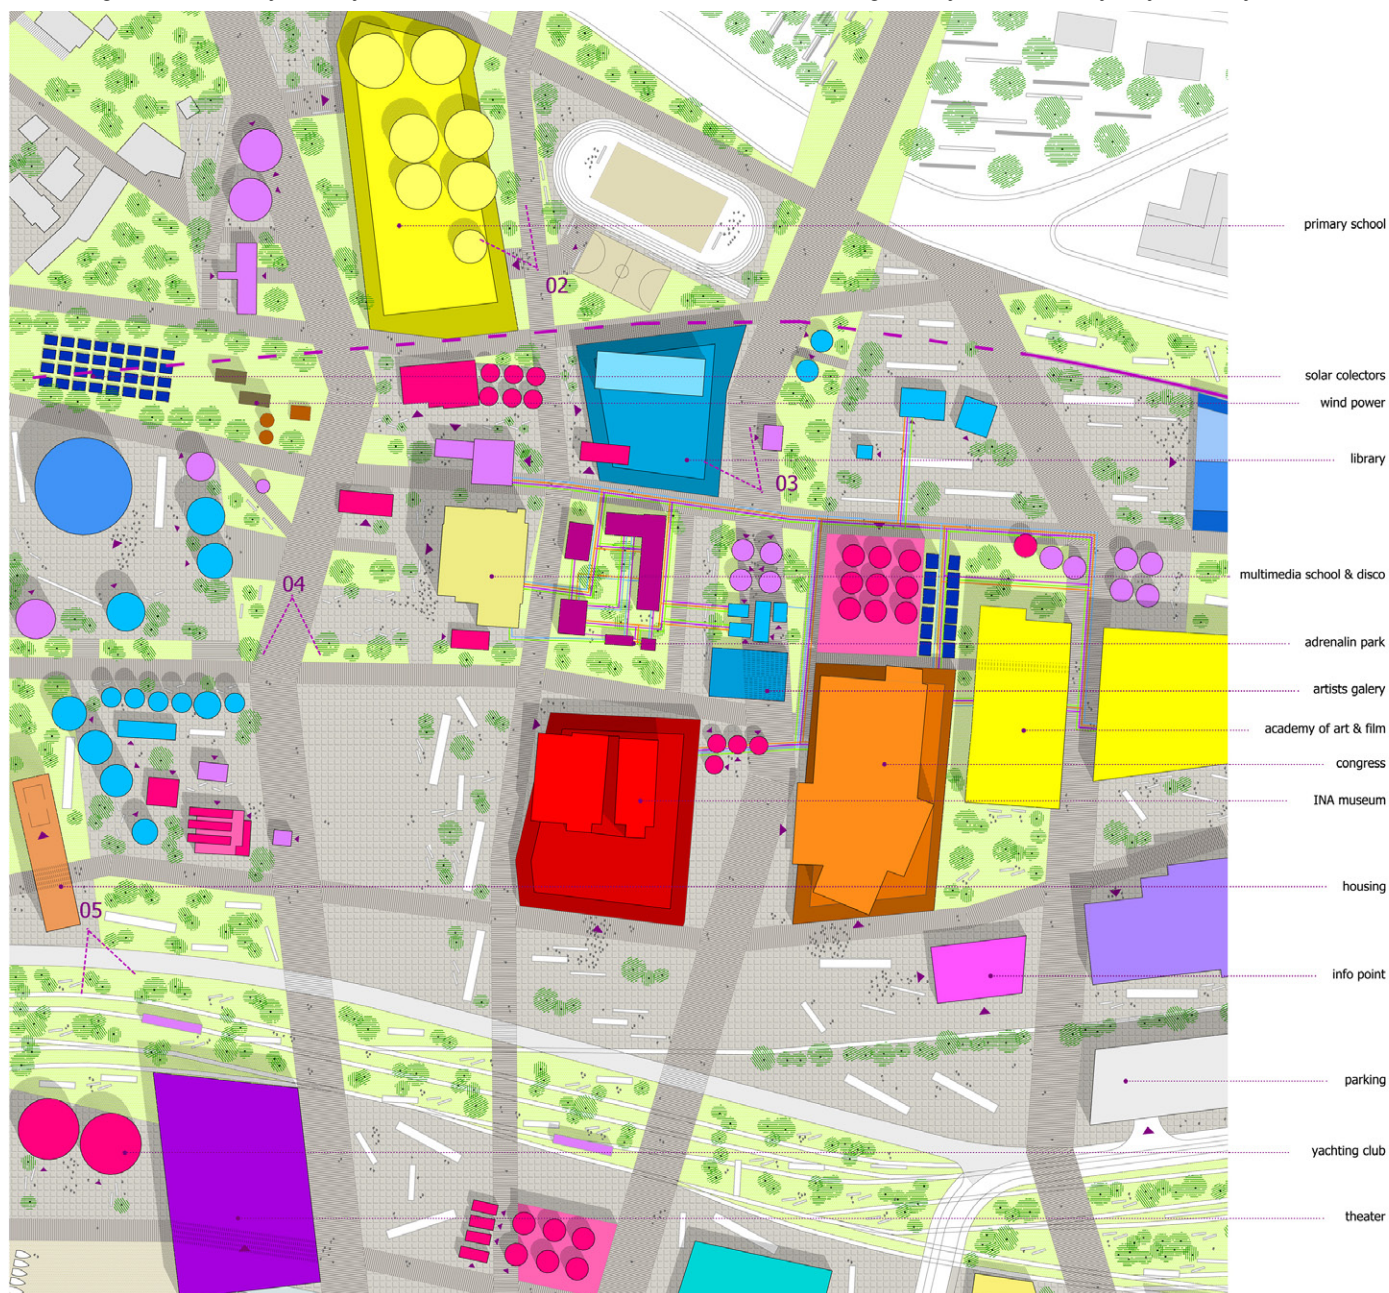 primary school
02
solar colectors
wind power
library
03
multimedia school & disco
04
adrenalin park
artists galery
academy of art & film
congress
INA museum
housing
05
info point
parking
yachting club
theater